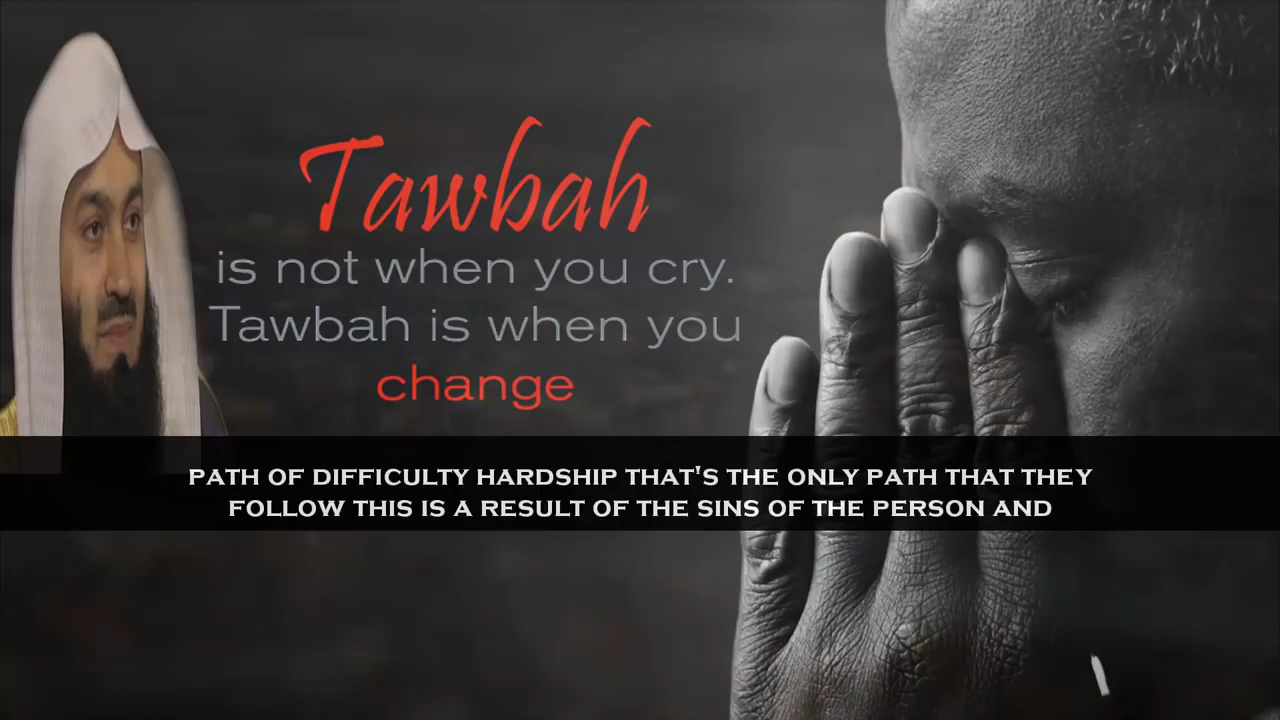 Tawbah
is not when you cry.
Tawbah is when you
change
PATH OF DIFFICULTY HARDSHIP THAT'S THE ONLY PATH THAT THEY
FOLLOW THIS IS A RESULT OF THE SINS OF THE PERSON AND